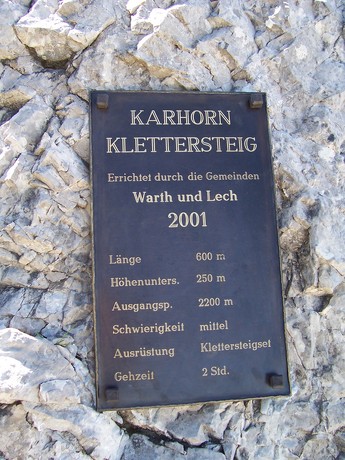 KARHORN
KLETTERSTEIG
Errichtet durch die Gemeinden
Warth und Lech
2001
Länge 600 m
Höhenunters. 250 m
Ausgangsp. 2200 m
Schwierigkeit mittel
Ausrüstung Klettersteigset
Gehzeit 2 Std.